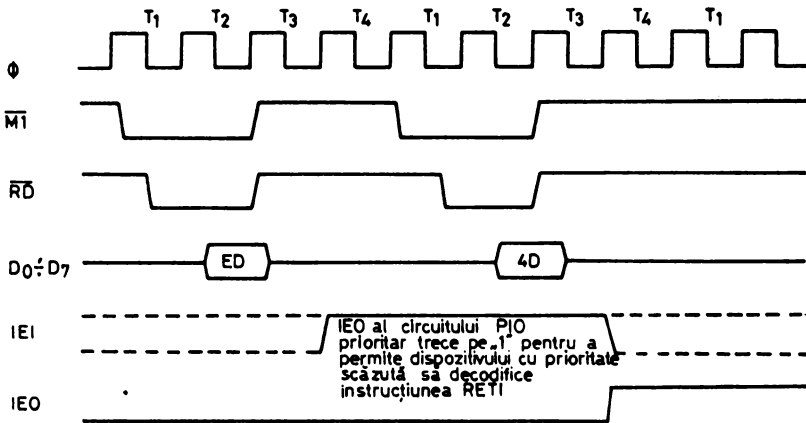 T1 T2 T3 T4 T1 T2 T3 T4 T1
Φ
M1
RD
D0÷D7 ED 4D
IEI
IEO al circuitului PIO
prioritar trece pe „1" pentru a
permite dispozitivului cu prioritate
scăzută să decodifice
instrucțiunea RETI
IEO